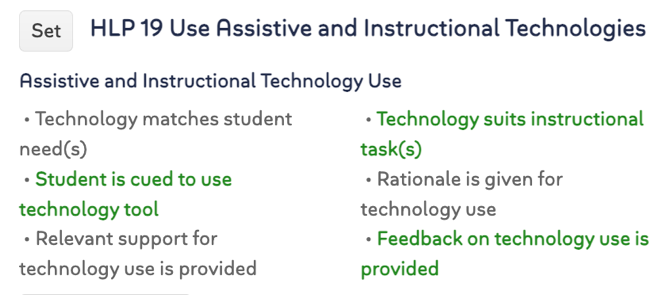 Set
HLP 19 Use Assistive and Instructional Technologies
Assistive and Instructional Technology Use
• Technology matches student
need(s)
• Student is cued to use
technology tool
• Relevant support for
technology use is provided
• Technology suits instructional
task(s)
• Rationale is given for
technology use
• Feedback on technology use is
provided